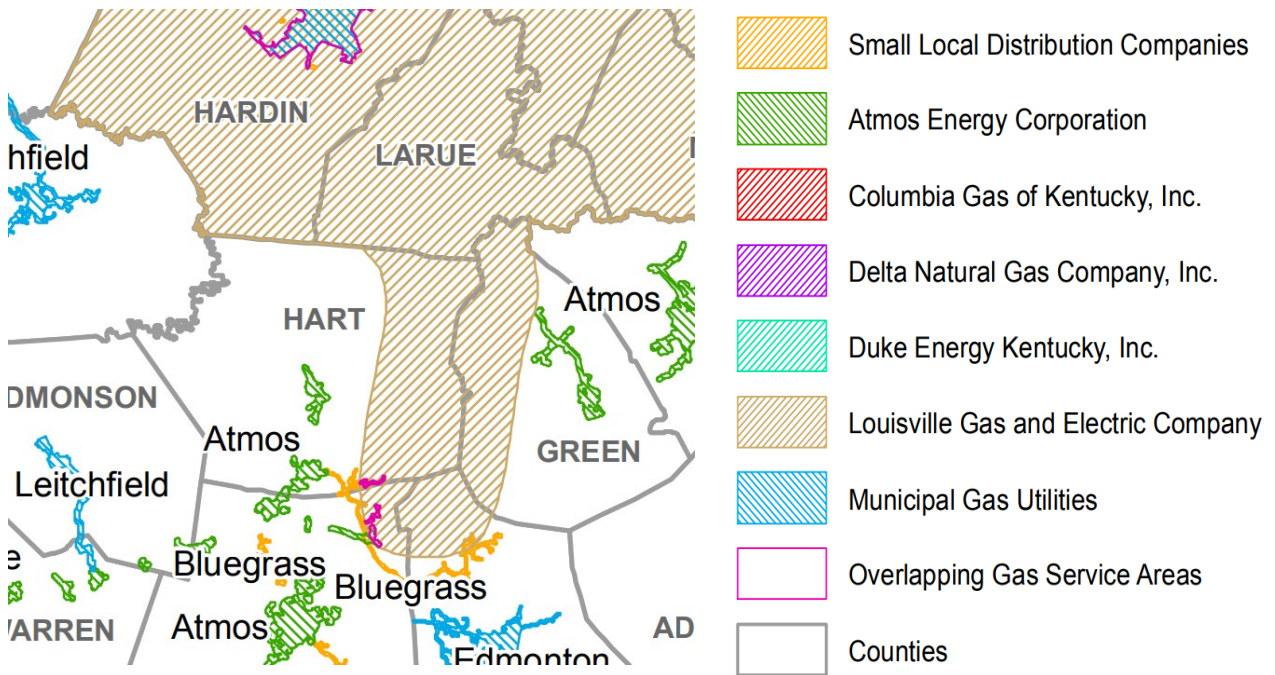 HARDIN
LARUE
hfield
Atmos
HART
DMONSON
Atmos
GREEN
Leitchfield
Bluegrass
Bluegrass
e
ARREN
Atmos
AD
Edmonton
Small Local Distribution Companies
Atmos Energy Corporation
Columbia Gas of Kentucky, Inc.
Delta Natural Gas Company, Inc.
Duke Energy Kentucky, Inc.
Louisville Gas and Electric Company
Municipal Gas Utilities
Overlapping Gas Service Areas
Counties